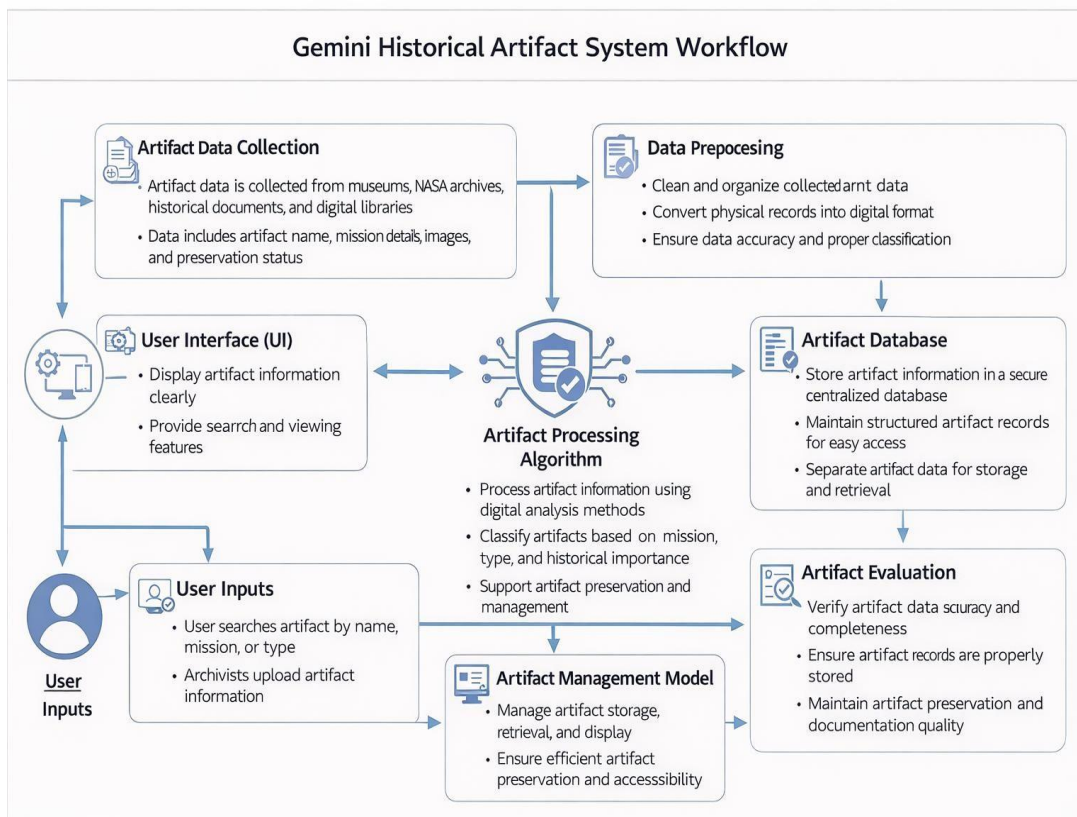 Gemini Historical Artifact System Workflow
Artifact Data Collection
• Artifact data is collected from museums, NASA archives,
historical documents, and digital libraries
• Data includes artifact name, mission details, images,
and preservation status
Data Prepocesing
• Clean and organize collectedarnt data
• Convert physical records into digital format
• Ensure data accuracy and proper classification
User Interface (UI)
• Display artifact information
clearly
• Provide search and viewing
features
Artifact Processing
Algorithm
• Process artifact information using
digital analysis methods
• Classify artifacts based on mission,
type, and historical importance
• Support artifact preservation and
management
Artifact Database
• Store artifact information in a secure
centralized database
• Maintain structured artifact records
for easy access
• Separate artifact data for storage
and retrieval
User
Inputs
User Inputs
• User searches artifact by name,
mission, or type
• Archivists upload artifact
information
Artifact Management Model
• Manage artifact storage,
retrieval, and display
• Ensure efficient artifact
preservation and accesssibility
Artifact Evaluation
Verify artifact data scuracy and
completeness
• Ensure artifact records are properly
stored
• Maintain artifact preservation and
documentation quality